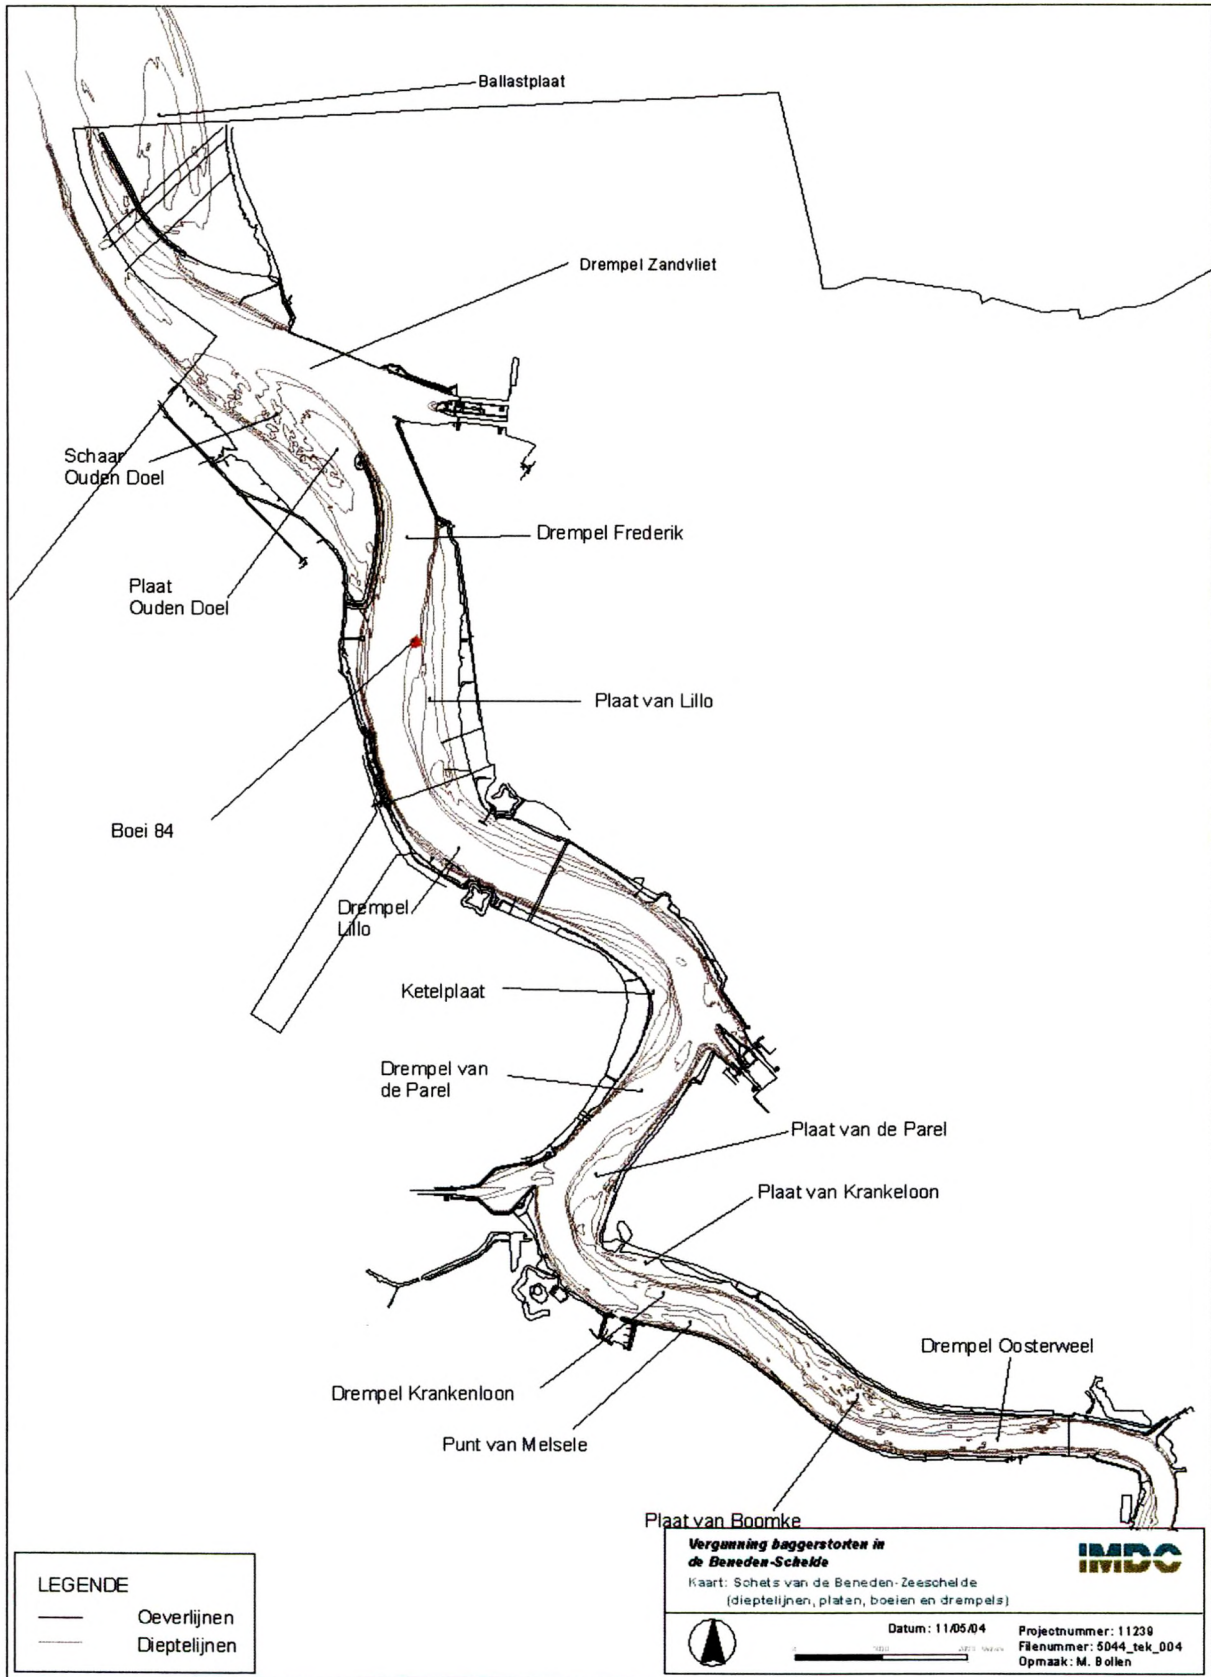 Ballastplaat
Drempel Zandvliet
Schaar
Ouden Doel
Drempel Frederik
Plaat
Ouden Doel
Plaat van Lillo
Boei 84
Drempel
Lillo
Ketelplaat
Drempel van
de Parel
Plaat van de Parel
Plaat van Krankeloon
Drempel Oosterweel
Drempel Krankenloon
Punt van Melsele
Plaat van Boomke
LEGENDE
Oeverlijnen
Dieptelijnen
Vergunning baggerstorten in
de Beneden-Schelde
IMDC
Kaart: Schets van de Beneden-Zeeschelde
(dieptelijnen, platen, boeien en drempels)
Datum: 11/05/04
Projectnummer: 11239
Filenummer: 5044_tek_004
Opmaak: M. Bollen